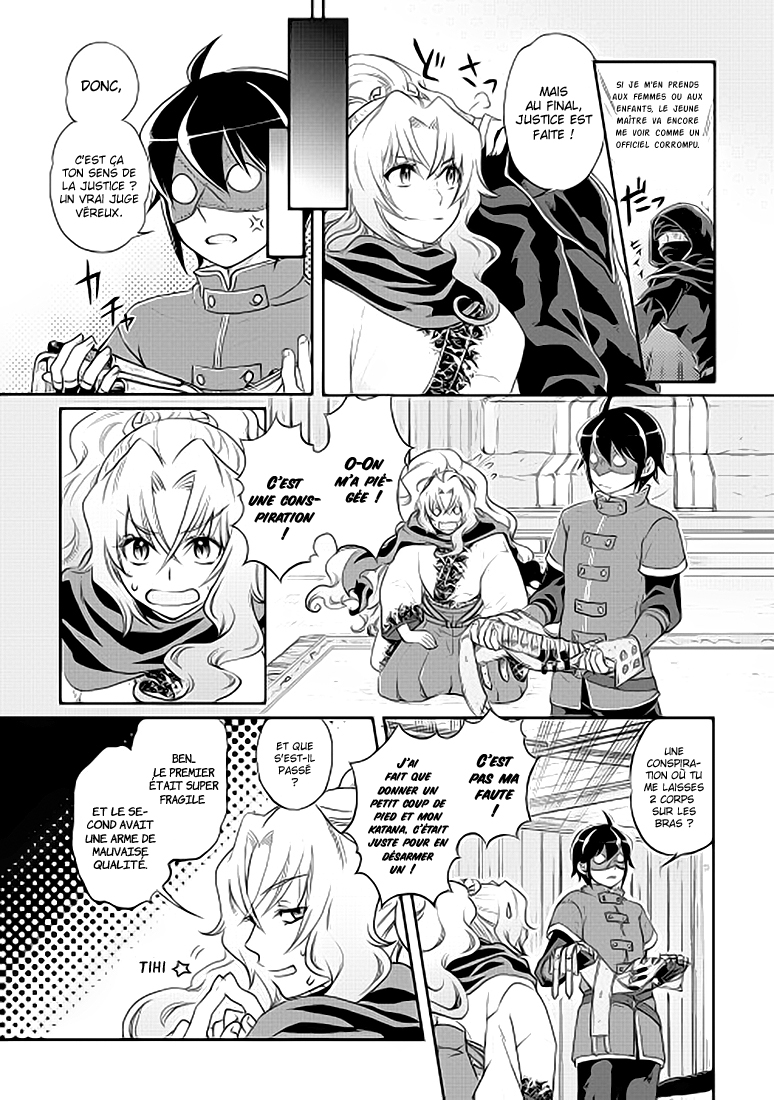 SI JE M'EN PRENDS
AUX FEMMES OU AUX
ENFANTS, LE JEUNE
MAÎTRE VA ENCORE
ME VOIR COMME UN
OFFICIEL CORROMPU.
MAIS
AU FINAL,
JUSTICE EST
FAITE !
DONC,
C'EST ÇA
TON SENS DE
LA JUSTICE ?
UN VRAI JUGE
VÉREUX.
ガチャ
O-ON
M'A PIÉ-
GÉE !
C'EST
UNE CONS-
PIRATION
!
UNE
CONSPI-
RATION OÙ TU
ME LAISSES
2 CORPS
SUR LES
BRAS ?
C'EST
PAS MA
FAUTE !
J'AI
FAIT QUE
DONNER UN
PETIT COUP DE
PIED ET MON
KATANA, C'ÉTAIT
JUSTE POUR EN
DÉSARMER
UN !
ET QUE
S'EST-IL
PASSÉ
?
BEN,
LE PREMIER
ÉTAIT SUPER
FRAGILE
ET LE SE-
COND AVAIT
UNE ARME DE
MAUVAISE
QUALITÉ.
TIHI